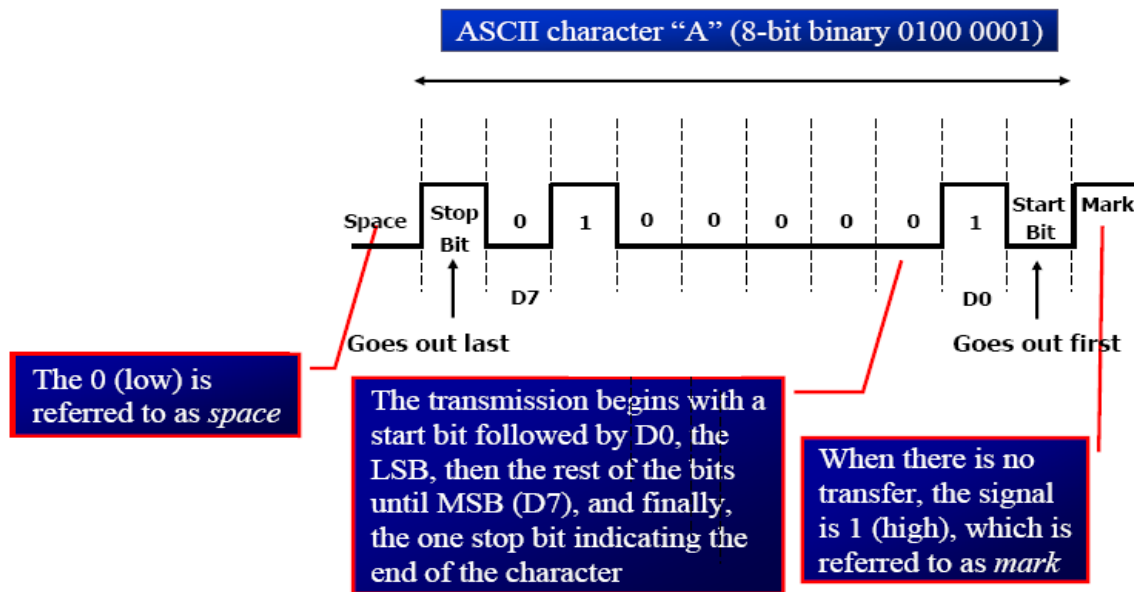 ASCII character “A” (8-bit binary 0100 0001)
Space
Stop
Bit
0
1
0
0
0
0
0
1
Start
Bit
Mark
D7
D0
Goes out last
Goes out first
The 0 (low) is
referred to as space
The transmission begins with a
start bit followed by D0, the
LSB, then the rest of the bits
until MSB (D7), and finally,
the one stop bit indicating the
end of the character
When there is no
transfer, the signal
is 1 (high), which is
referred to as mark